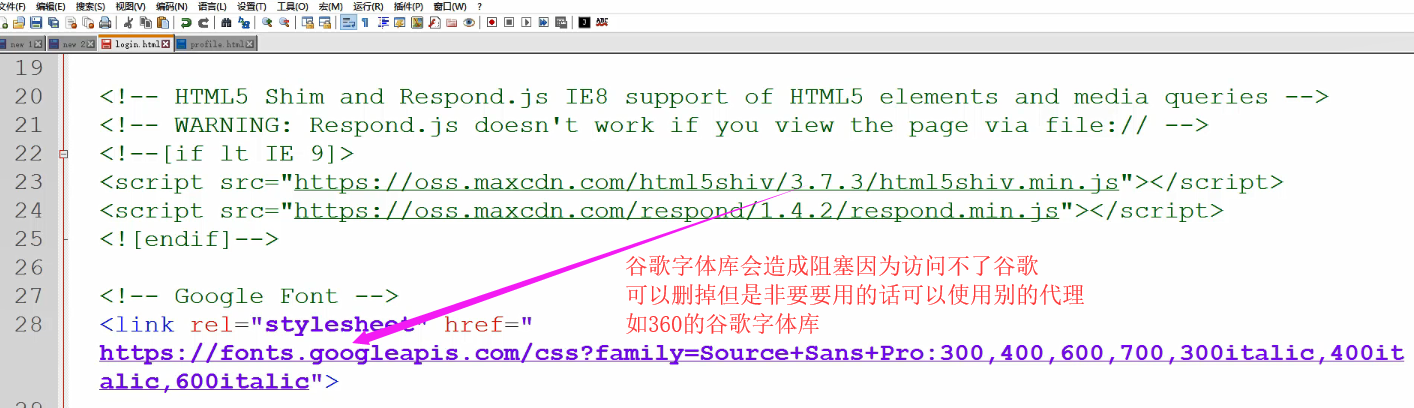 文件(F) 编辑(E) 搜索(S) 视图(V) 编码(N) 语言(L) 设置(T) 工具(O) 宏(M) 运行(R) 插件(P) 窗口(W) ?
new 1 new 2 login.html profile.html
19
20 <!-- HTML5 Shim and Respond.js IE8 support of HTML5 elements and media queries -->
21 <!-- WARNING: Respond.js doesn't work if you view the page via file:// -->
22 <!--[if lt IE 9]>
23 <script src="https://oss.maxcdn.com/html5shiv/3.7.3/html5shiv.min.js"></script>
24 <script src="https://oss.maxcdn.com/respond/1.4.2/respond.min.js"></script>
25 <![endif]-->
26
谷歌字体库会造成阻塞因为访问不了谷歌
27 <!-- Google Font -->
可以删掉但是非要要用的话可以使用别的代理
28 <link rel="stylesheet" href="
如360的谷歌字体库
https://fonts.googleapis.com/css?family=Source+Sans+Pro:300,400,600,700,300italic,400it
alic,600italic">